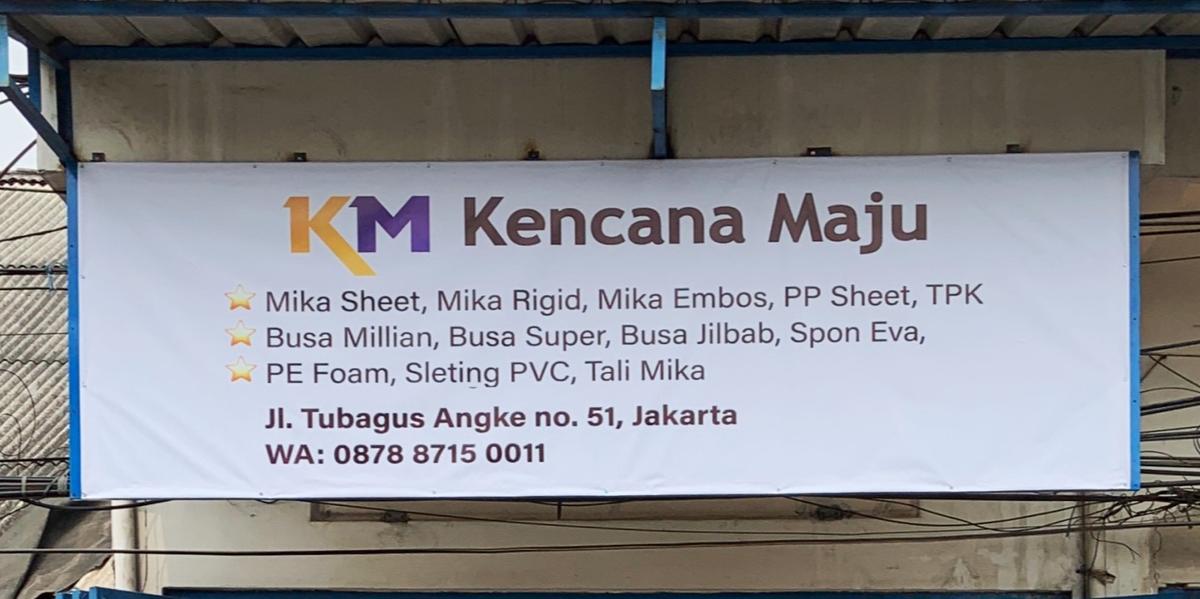 KM Kencana Maju
Mika Sheet, Mika Rigid, Mika Embos, PP Sheet, TPK
Busa Millian, Busa Super, Busa Jilbab, Spon Eva,
PE Foam, Sleting PVC, Tali Mika
Jl. Tubagus Angke no. 51, Jakarta
WA: 0878 8715 0011